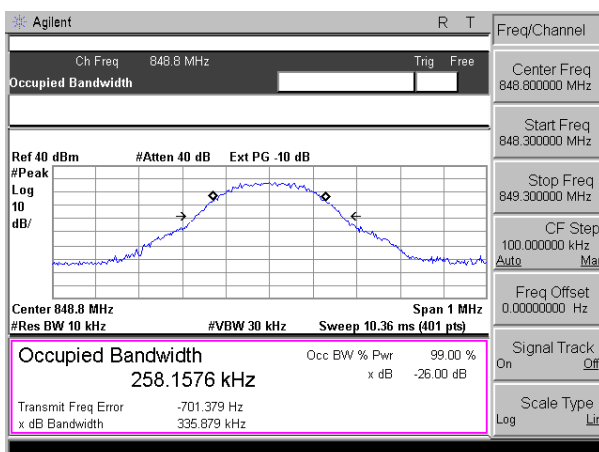 Agilent R T
Ch Freq 848.8 MHz Trig Free
Occupied Bandwidth
Ref 40 dBm #Atten 40 dB Ext PG -10 dB
#Peak
Log
10
dB/
Center 848.8 MHz Span 1 MHz
#Res BW 10 kHz #VBW 30 kHz Sweep 10.36 ms (401 pts)
Occupied Bandwidth Occ BW % Pwr 99.00 %
258.1576 kHz x dB -26.00 dB
Transmit Freq Error -701.379 Hz
x dB Bandwidth 335.879 kHz
Freq/Channel
Center Freq
848.800000 MHz
Start Freq
848.300000 MHz
Stop Freq
849.300000 MHz
CF Step
100.000000 kHz
Auto Ma
Freq Offset
0.00000000 Hz
Signal Track
On Off
Scale Type
Log Lin